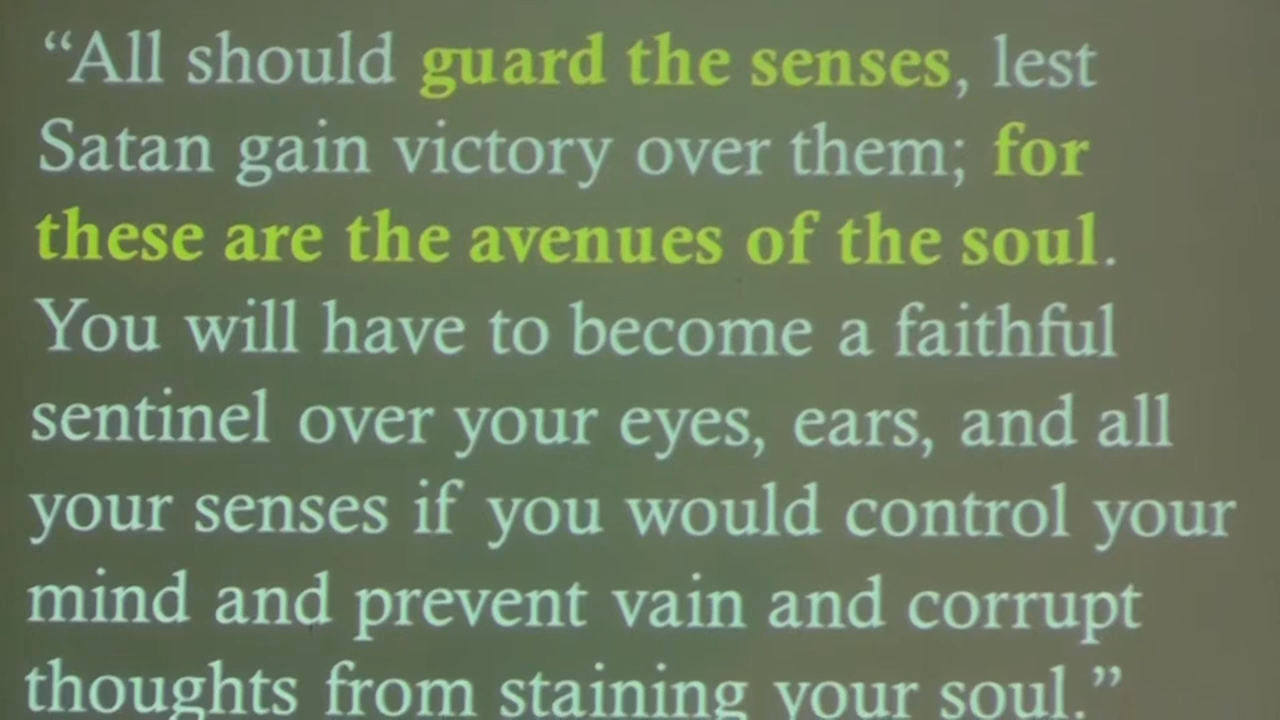 “All should guard the senses, lest
Satan gain victory over them; for
these are the avenues of the soul.
You will have to become a faithful
sentinel over your eyes, ears, and all
your senses if you would control your
mind and prevent vain and corrupt
thoughts from staining your soul.”